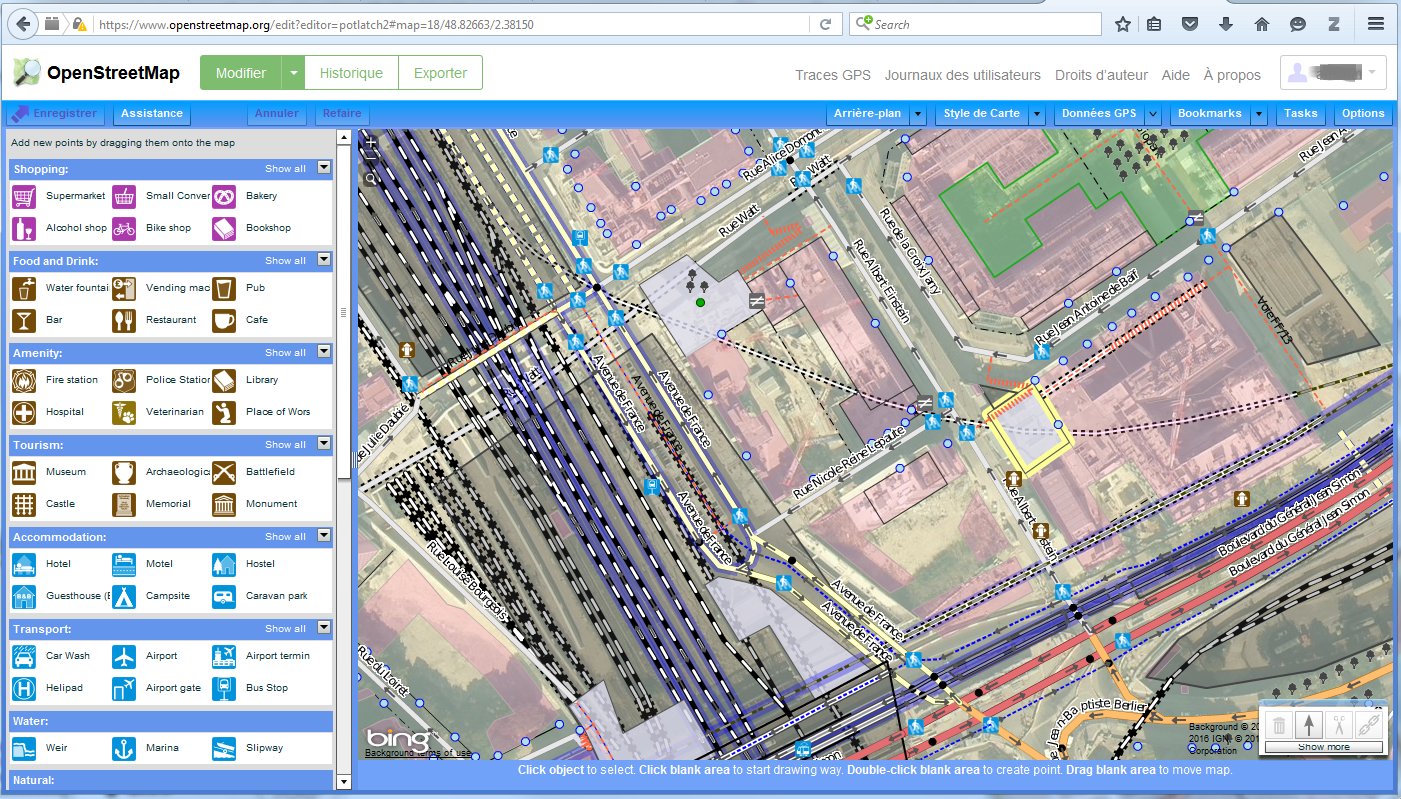 https://www.openstreetmap.org/edit?editor=potlatch2#map=18/48.82663/2.38150
Search
OpenStreetMap
Modifier
Historique
Exporter
Traces GPS
Journaux des utilisateurs
Droits d'auteur
Aide
À propos
Enregistrer
Assistance
Annuler
Refaire
Arrière-plan
Style de Carte
Données GPS
Bookmarks
Tasks
Options
Add new points by dragging them onto the map
Shopping:
Show all
Supermarket
Small Conver
Bakery
Alcohol shop
Bike shop
Bookshop
Food and Drink:
Show all
Water fountai
Vending mac
Pub
Bar
Restaurant
Cafe
Amenity:
Show all
Fire station
Police Station
Library
Hospital
Veterinarian
Place of Wors
Tourism:
Show all
Museum
Archaeologic
Battlefield
Castle
Memorial
Monument
Accommodation:
Show all
Hotel
Motel
Hostel
Guesthouse (B
Campsite
Caravan park
Transport:
Show all
Car Wash
Airport
Airport termin
Helipad
Airport gate
Bus Stop
Water:
Show all
Weir
Marina
Slipway
Natural:
Rue Alice Domon
Rue Watt
Rue Watt
Rue de la Croix Jarry
Rue Albert Einstein
Rue Jean Antoine de Baïf
Rue Jean A
Voie FF/13
Avenue de France
Avenue de France
Avenue de France
Avenue de France
Rue Nicole-Reine Lepaute
Rue Albert Einstein
Rue Louise Bourgeois
Rue du Loiret
Avenue de France
Avenue de France
Boulevard du Général Jean Simon
Boulevard du Général Jean Simon
e Jean-Baptiste Berlier
bing
Background terms of use
Background © 20
2016 IGN © 201
Corporation
Show more
Click object to select. Click blank area to start drawing way. Double-click blank area to create point. Drag blank area to move map.